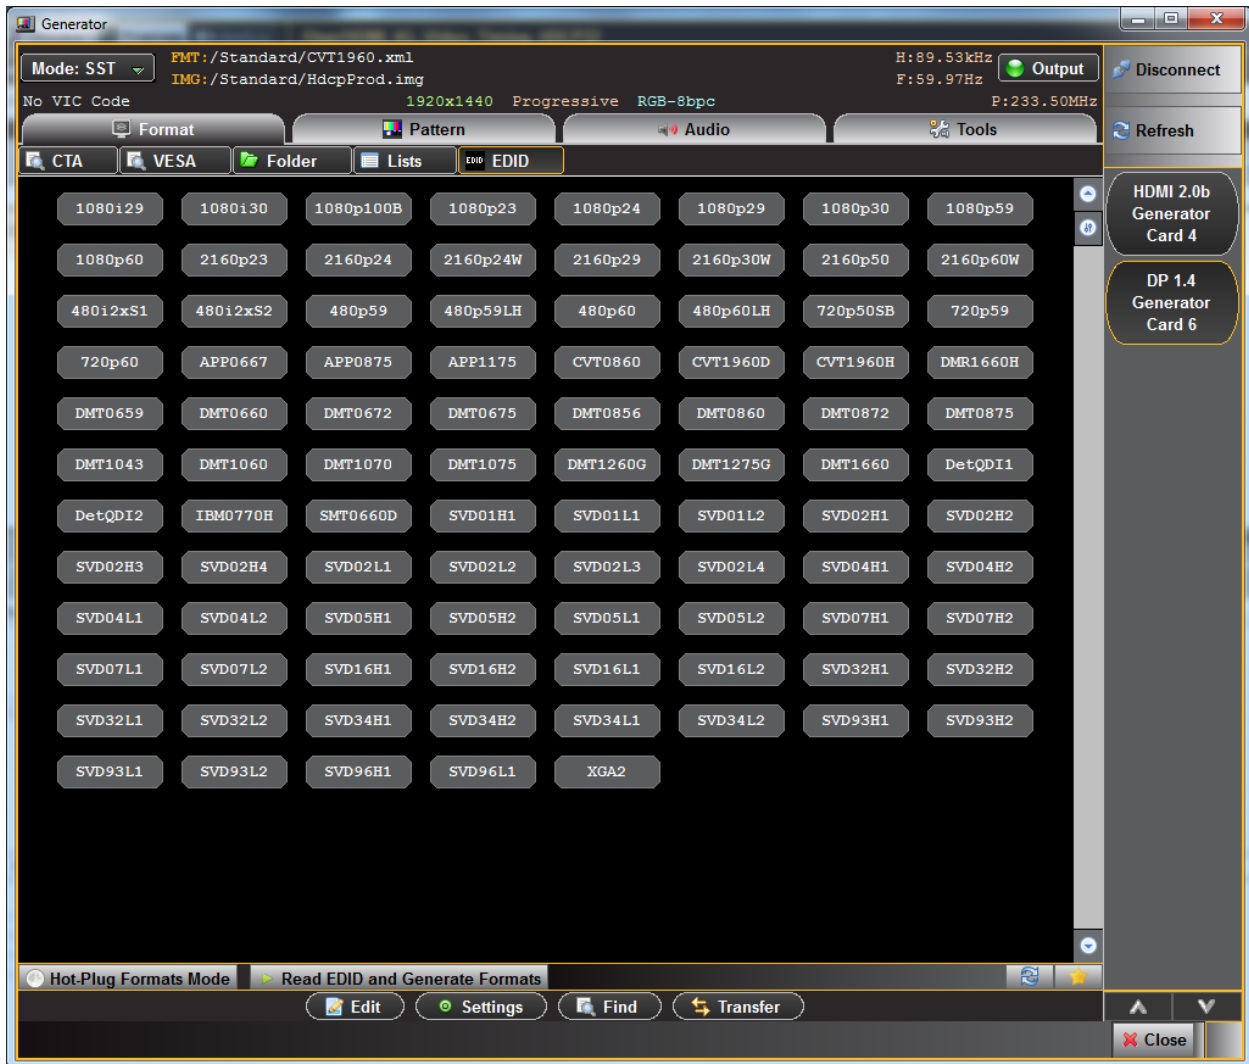 Generator
Mode: SST
FMT:/Standard/CVT1960.xml
IMG:/Standard/HdcpProd.img
H:89.53kHz
F:59.97Hz
Output
No VIC Code 1920x1440 Progressive RGB-8bpc P:233.50MHz
Format Pattern Audio Tools
CTA VESA Folder Lists EDID EDID
1080i29 1080i30 1080p100B 1080p23 1080p24 1080p29 1080p30 1080p59
1080p60 2160p23 2160p24 2160p24W 2160p29 2160p30W 2160p50 2160p60W
480i2xS1 480i2xS2 480p59 480p59LH 480p60 480p60LH 720p50SB 720p59
720p60 APP0667 APP0875 APP1175 CVT0860 CVT1960D CVT1960H DMR1660H
DMT0659 DMT0660 DMT0672 DMT0675 DMT0856 DMT0860 DMT0872 DMT0875
DMT1043 DMT1060 DMT1070 DMT1075 DMT1260G DMT1275G DMT1660 DetQDI1
DetQDI2 IBM0770H SMT0660D SVD01H1 SVD01L1 SVD01L2 SVD02H1 SVD02H2
SVD02H3 SVD02H4 SVD02L1 SVD02L2 SVD02L3 SVD02L4 SVD04H1 SVD04H2
SVD04L1 SVD04L2 SVD05H1 SVD05H2 SVD05L1 SVD05L2 SVD07H1 SVD07H2
SVD07L1 SVD07L2 SVD16H1 SVD16H2 SVD16L1 SVD16L2 SVD32H1 SVD32H2
SVD32L1 SVD32L2 SVD34H1 SVD34H2 SVD34L1 SVD34L2 SVD93H1 SVD93H2
SVD93L1 SVD93L2 SVD96H1 SVD96L1 XGA2
Hot-Plug Formats Mode Read EDID and Generate Formats
Edit Settings Find Transfer
Disconnect
Refresh
HDMI 2.0b
Generator
Card 4
DP 1.4
Generator
Card 6
Close